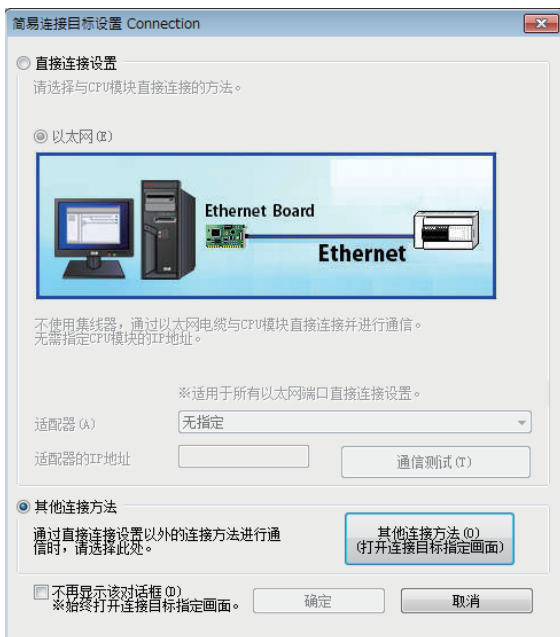 简易连接目标设置 Connection
直接连接设置
请选择与CPU模块直接连接的方法。
以太网(E)
Ethernet Board
Ethernet
不使用集线器，通过以太网电缆与CPU模块直接连接并进行通信。
无需指定CPU模块的IP地址。
※适用于所有以太网端口直接连接设置。
适配器(A)
无指定
适配器的IP地址
通信测试(T)
其他连接方法
通过直接连接设置以外的连接方法进行通
信时，请选择此处。
其他连接方法(O)
(打开连接目标指定画面)
不再显示该对话框(D)
※始终打开连接目标指定画面。
确定
取消